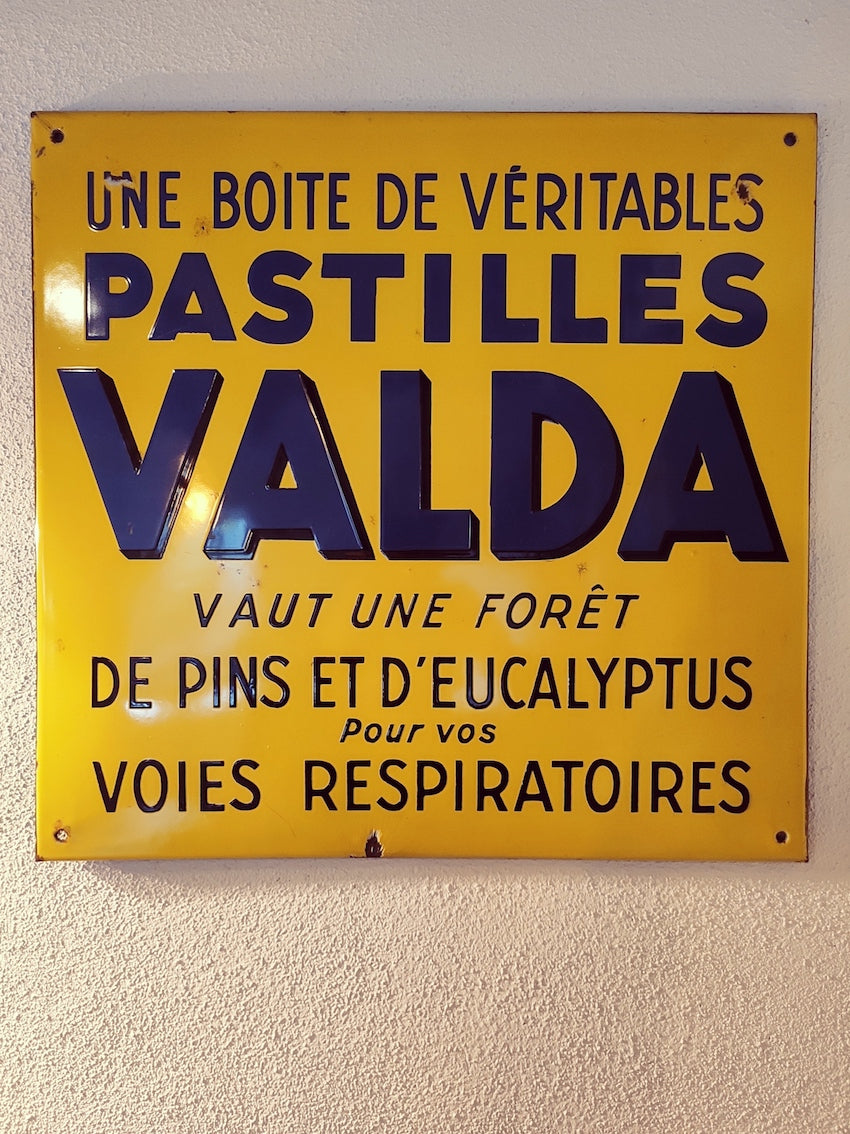 UNE BOITE DE VÉRITABLES
PASTILLES
VALDA
VAUT UNE FORÊT
DE PINS ET D'EUCALYPTUS
Pour vos
VOIES RESPIRATOIRES